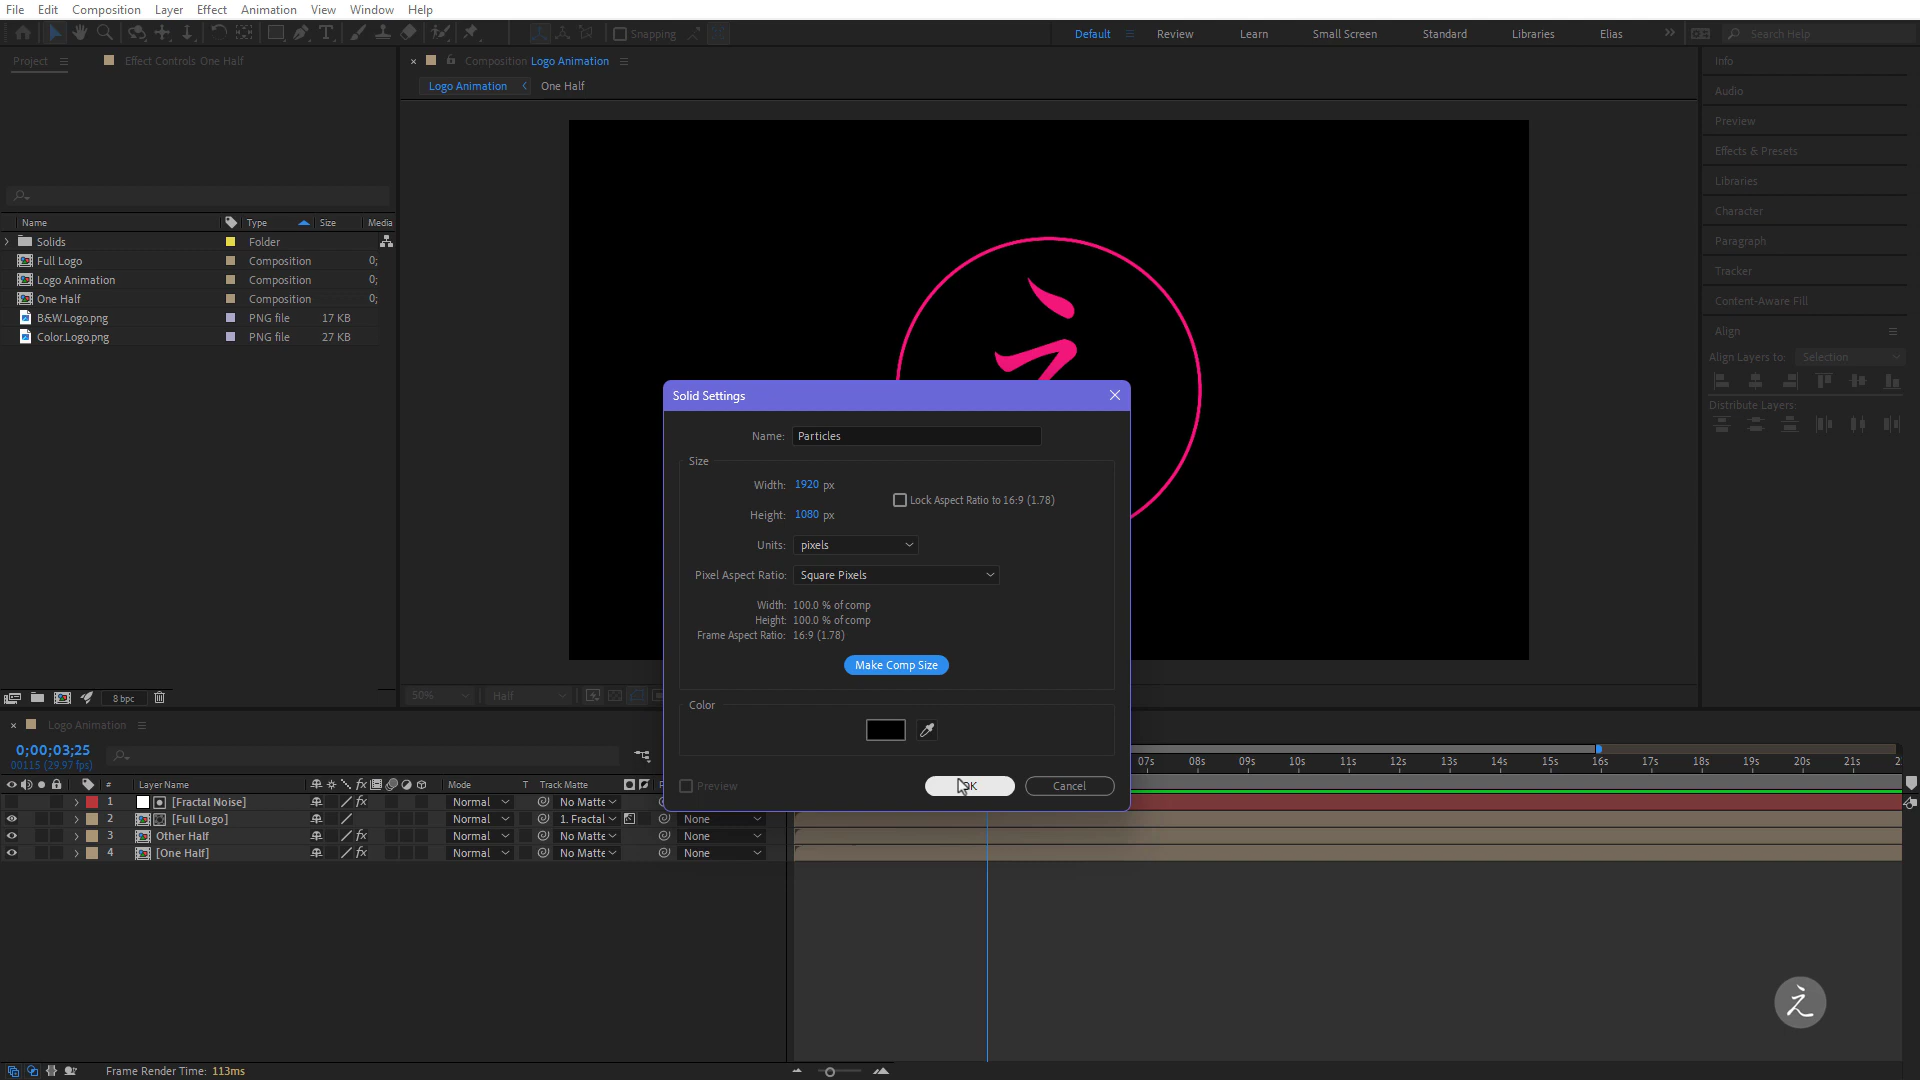 File Edit Composition Layer Effect Animation View Window Help
Snapping
Default Review Learn Small Screen Standard Libraries Elias Search Help
Project Effect Controls One Half
Composition Logo Animation
Logo Animation One Half
Name Type Size Media
Solids Folder
Full Logo Composition 0;
Logo Animation Composition 0;
One Half Composition 0;
B&W.Logo.png PNG file 17 KB
Color.Logo.png PNG file 27 KB
Info
Audio
Preview
Effects & Presets
Libraries
Character
Paragraph
Tracker
Content-Aware Fill
Align
Align Layers to: Selection
Distribute Layers:
之
Solid Settings
Name: Particles
Size
Width: 1920 px
Lock Aspect Ratio to 16:9 (1.78)
Height: 1080 px
Units: pixels
Pixel Aspect Ratio: Square Pixels
Width: 100.0 % of comp
Height: 100.0 % of comp
Frame Aspect Ratio: 16:9 (1.78)
Make Comp Size
Color
Preview OK Cancel
8 bpc 50% Half
Logo Animation
0;00;03;25
00115 (29.97 fps)
07s 08s 09s 10s 11s 12s 13s 14s 15s 16s 17s 18s 19s 20s 21s 2
# Layer Name Mode T Track Matte
1 [Fractal Noise] Normal No Matte
2 [Full Logo] Normal 1. Fractal None
3 Other Half Normal No Matte None
4 [One Half] Normal No Matte None
之
Frame Render Time: 113ms